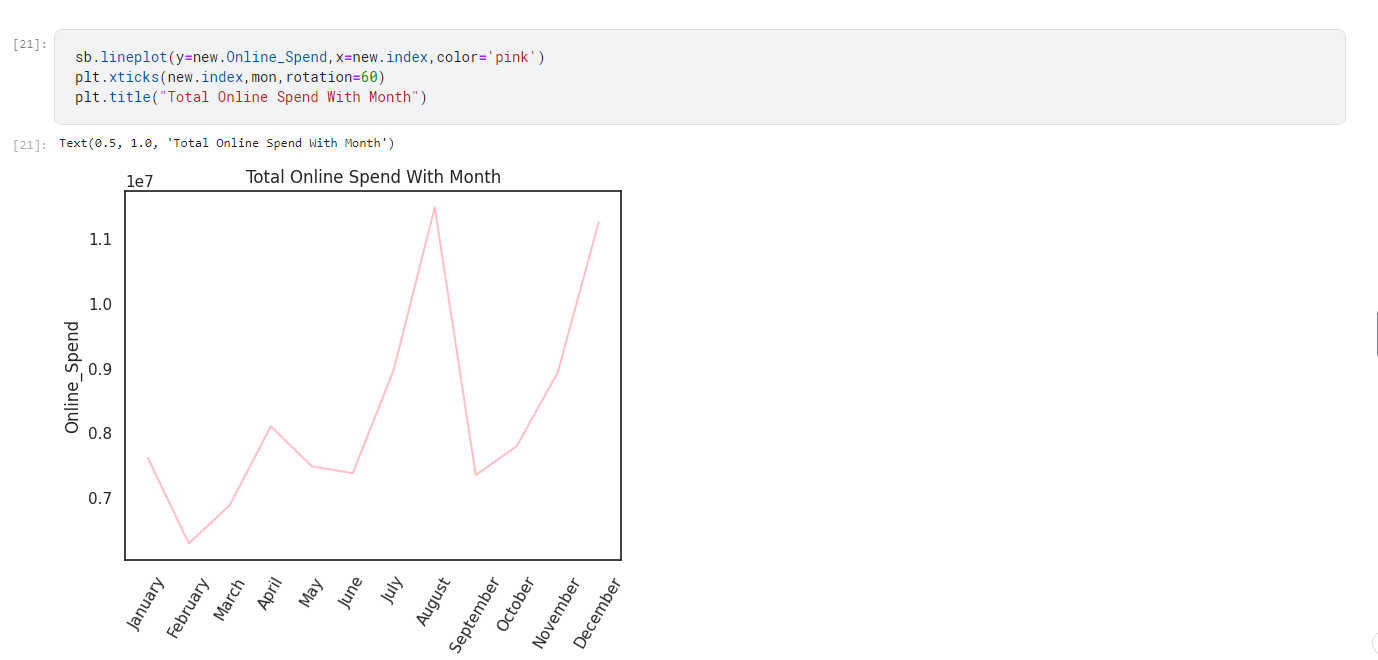 [21]:
sb.lineplot(y=new.Online_Spend,x=new.index,color='pink')
plt.xticks(new.index,mon,rotation=60)
plt.title("Total Online Spend With Month")
[21]:
Text(0.5, 1.0, 'Total Online Spend With Month')
Total Online Spend With Month
1e7
1.1
1.0
0.9
0.8
0.7
Online_Spend
January
February
March
April
May
June
July
August
September
October
November
December